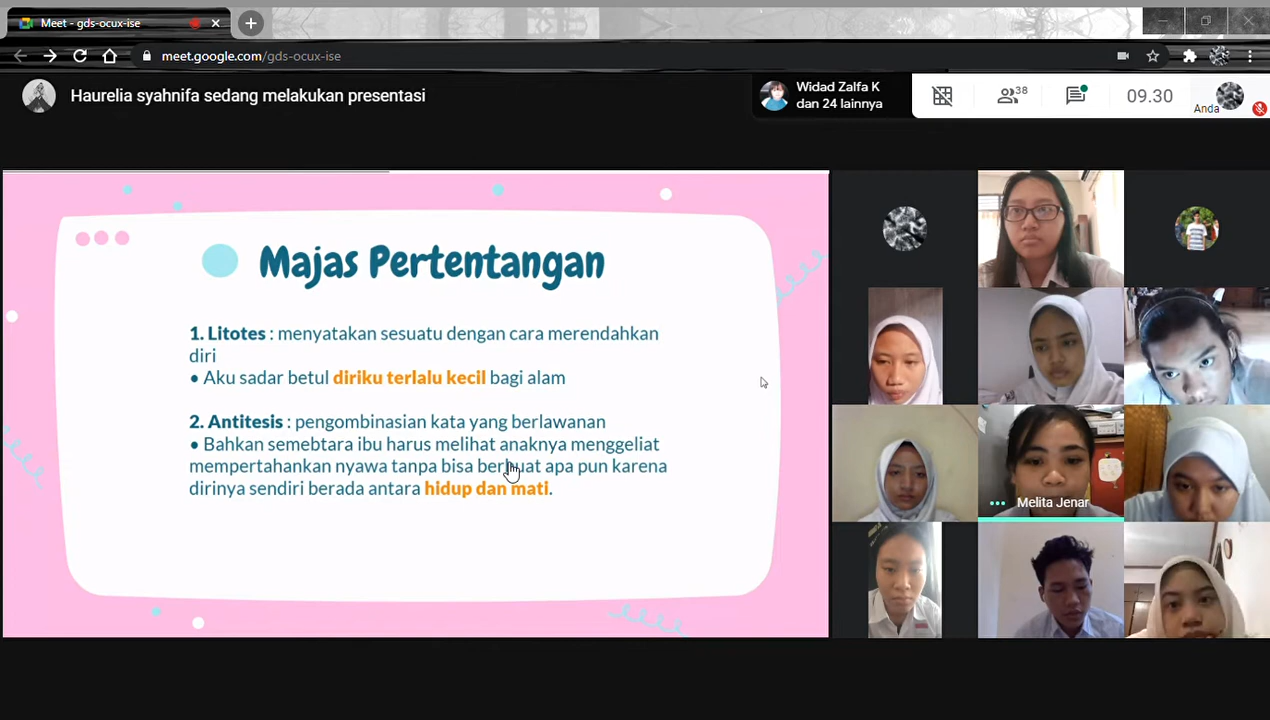 Meet - gds-ocux-ise
meet.google.com/gds-ocux-ise
Haurelia syahnifa sedang melakukan presentasi
Widad Zalfa K
dan 24 lainnya
38
09.30
Anda
Majas Pertentangan
1. Litotes : menyatakan sesuatu dengan cara merendahkan
diri
• Aku sadar betul diriku terlalu kecil bagi alam
2. Antitesis : pengombinasian kata yang berlawanan
• Bahkan semebtara ibu harus melihat anaknya menggeliat
mempertahankan nyawa tanpa bisa berbuat apa pun karena
dirinya sendiri berada antara hidup dan mati.
Melita Jenar